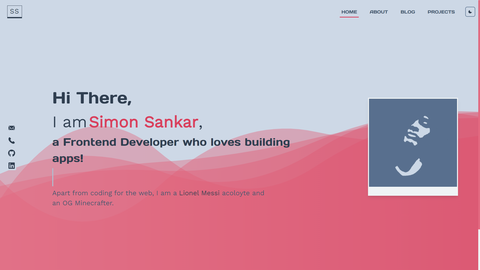 SS
HOME ABOUT BLOG PROJECTS
Hi There,
I am Simon Sankar,
a Frontend Developer who loves building
apps!
Apart from coding for the web, I am a Lionel Messi acoloyte and
an OG Minecrafter.